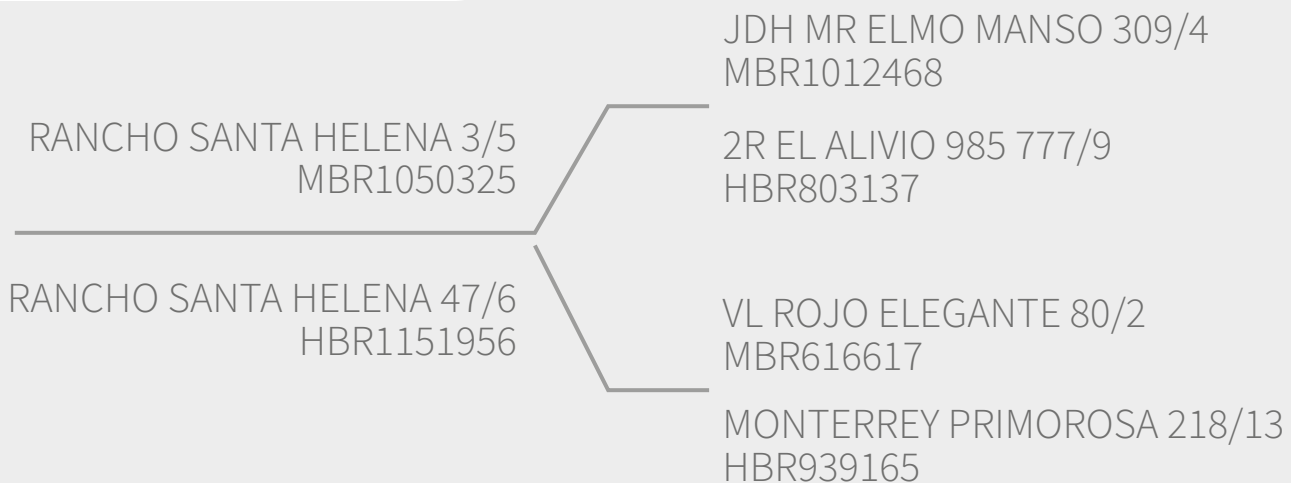 RANCHO SANTA HELENA 3/5
MBR1050325
RANCHO SANTA HELENA 47/6
HBR1151956
JDH MR ELMO MANSO 309/4
MBR1012468
2R EL ALIVIO 985 777/9
HBR803137
VL ROJO ELEGANTE 80/2
MBR616617
MONTERREY PRIMOROSA 218/13
HBR939165